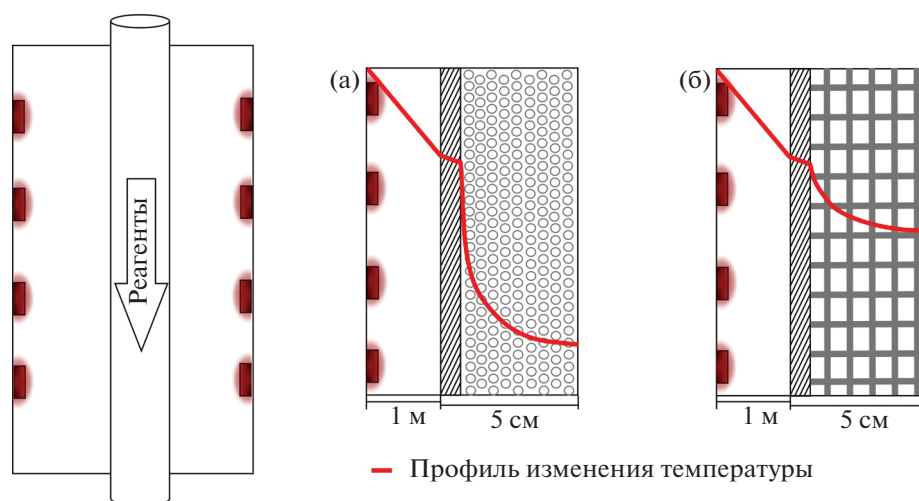 Реагенты
(а)
(б)
1 м
5 см
1 м
5 см
Профиль изменения температуры